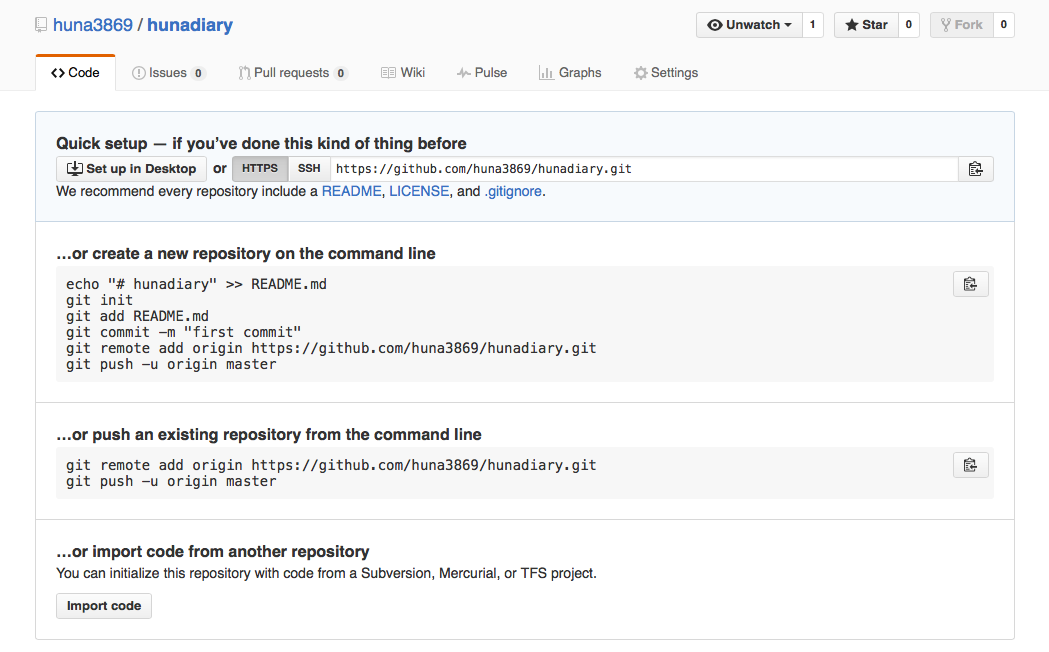 huna3869 / hunadiary
Unwatch 1 Star 0 Fork 0
Code Issues 0 Pull requests 0 Wiki Pulse Graphs Settings
Quick setup — if you've done this kind of thing before
Set up in Desktop or HTTPS SSH https://github.com/huna3869/hunadiary.git
We recommend every repository include a README, LICENSE, and .gitignore.
…or create a new repository on the command line
echo "# hunadiary" >> README.md
git init
git add README.md
git commit -m "first commit"
git remote add origin https://github.com/huna3869/hunadiary.git
git push -u origin master
…or push an existing repository from the command line
git remote add origin https://github.com/huna3869/hunadiary.git
git push -u origin master
…or import code from another repository
You can initialize this repository with code from a Subversion, Mercurial, or TFS project.
Import code